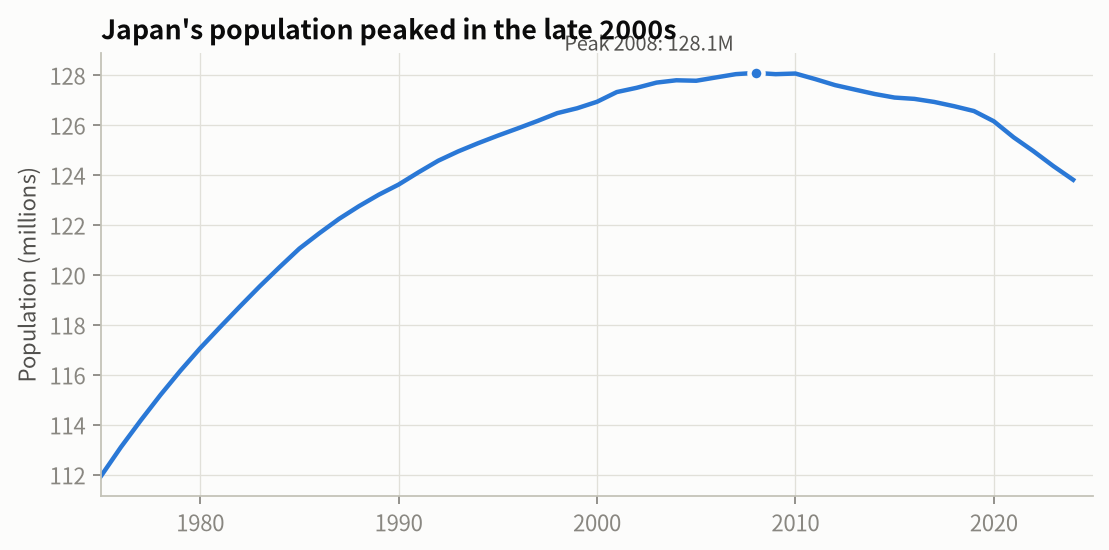 Japan's population peaked in the late 2000s
Peak 2008: 128.1M
Population (millions)
128
126
124
122
120
118
116
114
112
1980 1990 2000 2010 2020